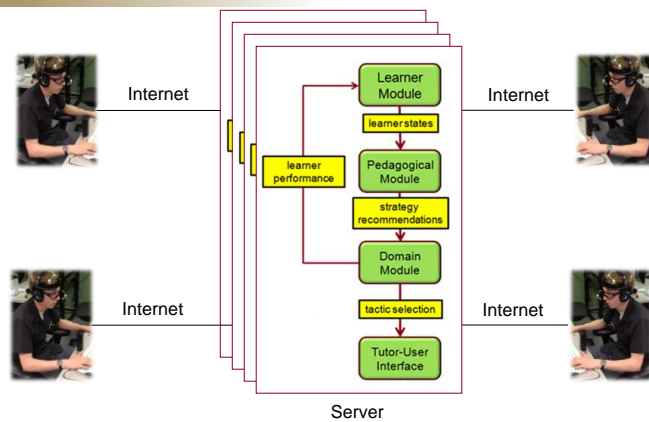 Internet
Internet
Learner
Module
learner states
learner
performance
Pedagogical
Module
strategy
recommendations
Domain
Module
Internet
Internet
tactic selection
Tutor-User
Interface
Server